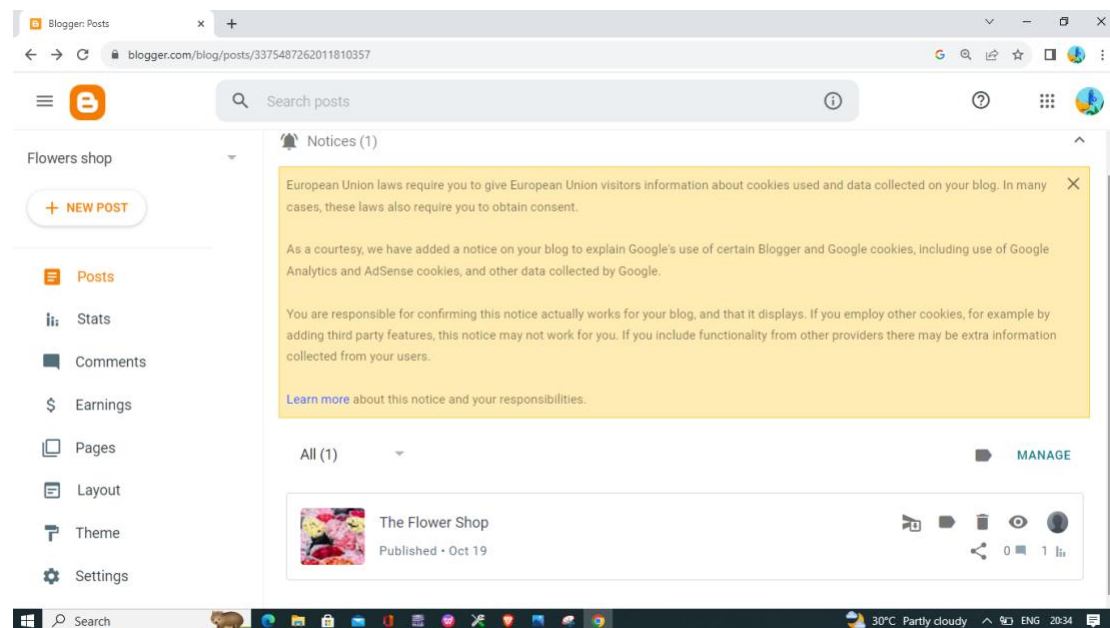 Blogger: Posts
blogger.com/blog/posts/3375487262011810357
Search posts
Flowers shop
Notices (1)
European Union laws require you to give European Union visitors information about cookies used and data collected on your blog. In many
cases, these laws also require you to obtain consent.
As a courtesy, we have added a notice on your blog to explain Google's use of certain Blogger and Google cookies, including use of Google
Analytics and AdSense cookies, and other data collected by Google.
You are responsible for confirming this notice actually works for your blog, and that it displays. If you employ other cookies, for example by
adding third party features, this notice may not work for you. If you include functionality from other providers there may be extra information
collected from your users.
Learn more about this notice and your responsibilities.
+ NEW POST
Posts
Stats
Comments
Earnings
Pages
Layout
Theme
Settings
All (1)
MANAGE
The Flower Shop
Published • Oct 19
0 1
Search
30°C Partly cloudy ENG 20:34